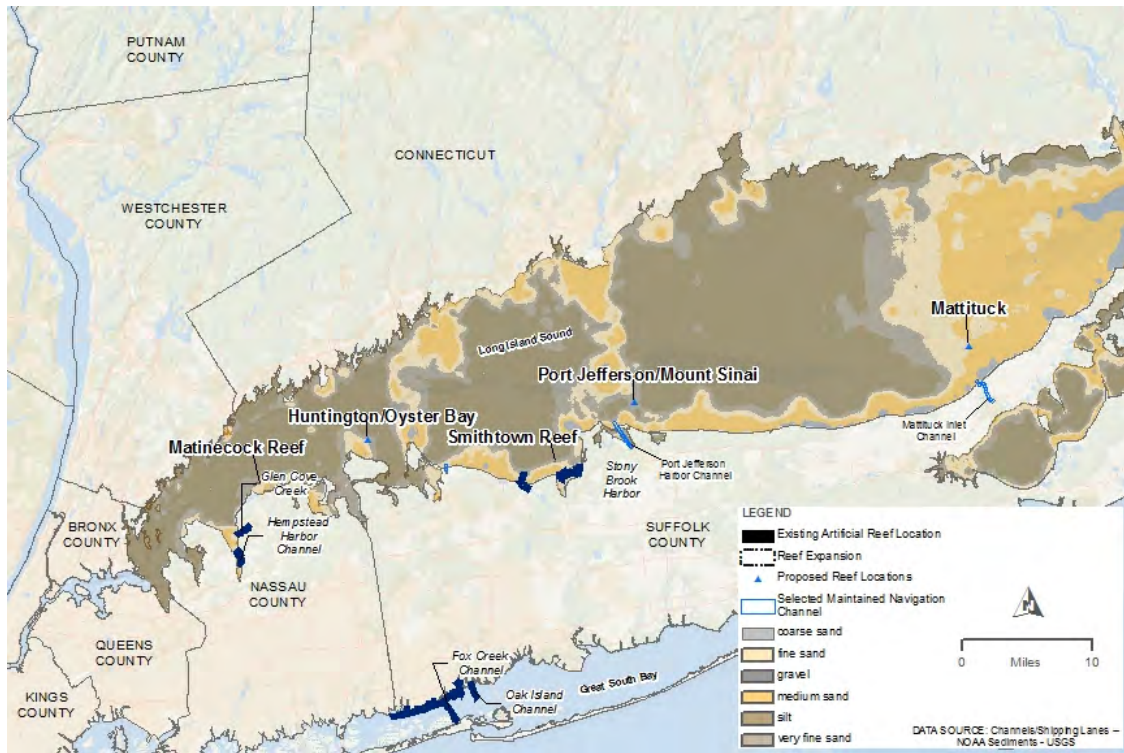 PUTNAM
COUNTY
CONNECTICUT
WESTCHESTER
COUNTY
Mattituck
Long Island Sound
Port Jefferson/Mount Sinai
Huntington/Oyster Bay
Smithtown Reef
Matinecock Reef
Mattituck Inlet
Channel
Glen Cove
Creek
Stony
Brook
Harbor
Port Jefferson
Harbor Channel
Hempstead
Harbor
Channel
BRONX
COUNTY
SUFFOLK
COUNTY
NASSAU
COUNTY
QUEENS
COUNTY
KINGS
COUNTY
Fox Creek
Channel
Oak Island
Channel
Great South Bay
LEGEND
Existing Artificial Reef Location
Reef Expansion
Proposed Reef Locations
Selected Maintained Navigation
Channel
coarse sand
fine sand
gravel
medium sand
silt
very fine sand
0 Miles 10
DATA SOURCE: Channels/Shipping Lanes –
NOAA Sediments - USGS